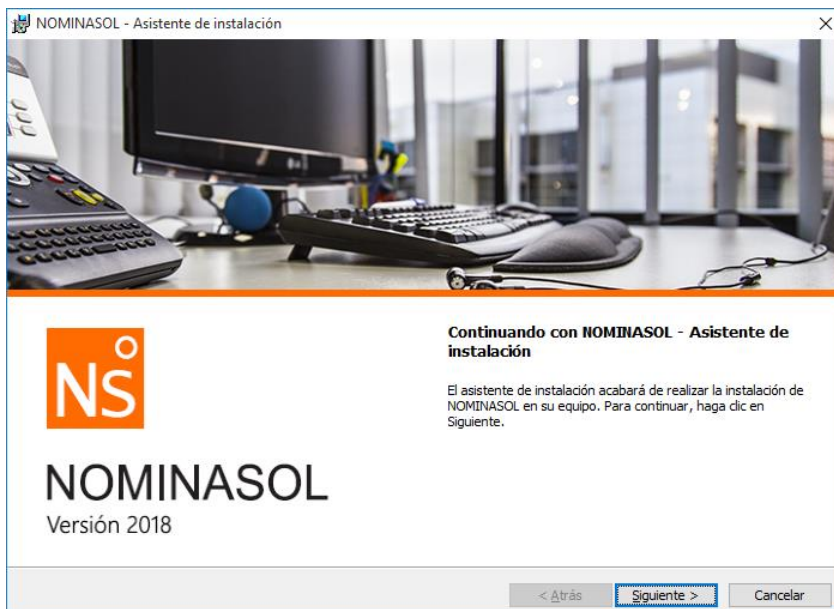 NOMINASOL - Asistente de instalación
Continuando con NOMINASOL - Asistente de
instalación
El asistente de instalación acabará de realizar la instalación de
NOMINASOL en su equipo. Para continuar, haga clic en
Siguiente.
NS
NOMINASOL
Versión 2018
< Atrás
Siguiente >
Cancelar